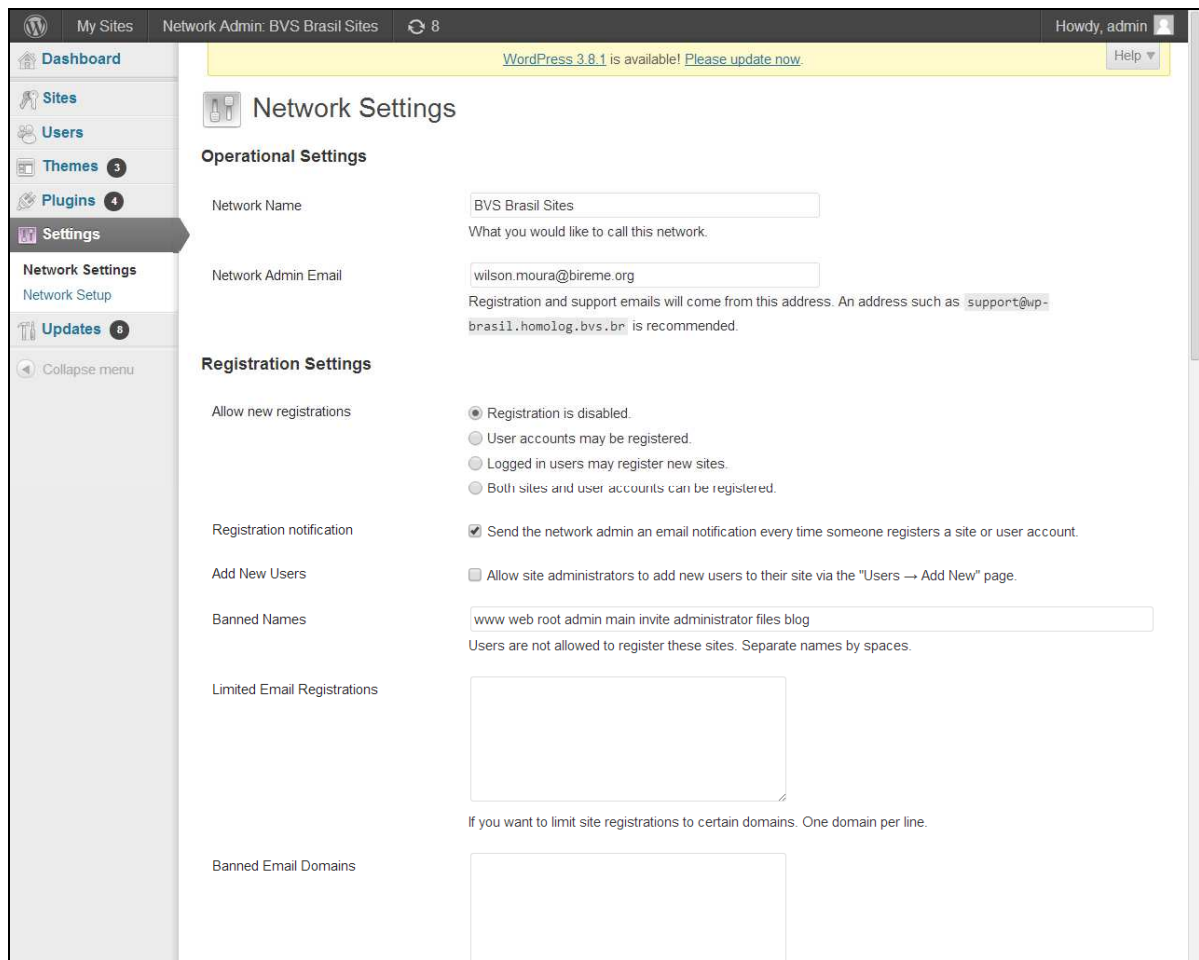 My Sites Network Admin: BVS Brasil Sites 8 Howdy, admin
Dashboard
Sites
Users
Themes 3
Plugins 4
Settings
Network Settings
Network Setup
Updates 8
Collapse menu
WordPress 3.8.1 is available! Please update now.
Help
Network Settings
Operational Settings
Network Name
BVS Brasil Sites
What you would like to call this network.
Network Admin Email
wilson.moura@bireme.org
Registration and support emails will come from this address. An address such as support@wp-
brasil.homolog.bvs.br is recommended.
Registration Settings
Allow new registrations
Registration is disabled.
User accounts may be registered.
Logged in users may register new sites.
Both sites and user accounts can be registered.
Registration notification
Send the network admin an email notification every time someone registers a site or user account.
Add New Users
Allow site administrators to add new users to their site via the "Users → Add New" page.
Banned Names
www web root admin main invite administrator files blog
Users are not allowed to register these sites. Separate names by spaces.
Limited Email Registrations
If you want to limit site registrations to certain domains. One domain per line.
Banned Email Domains